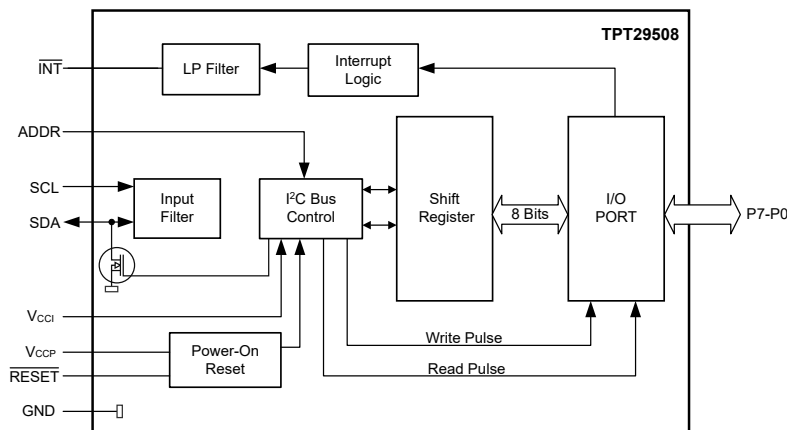 TPT29508
INT
LP Filter
Interrupt
Logic
ADDR
SCL
SDA
Input
Filter
I²C Bus
Control
Shift
Register
8 Bits
I/O
PORT
P7-P0
VCCI
VCCP
RESET
Power-On
Reset
Write Pulse
Read Pulse
GND